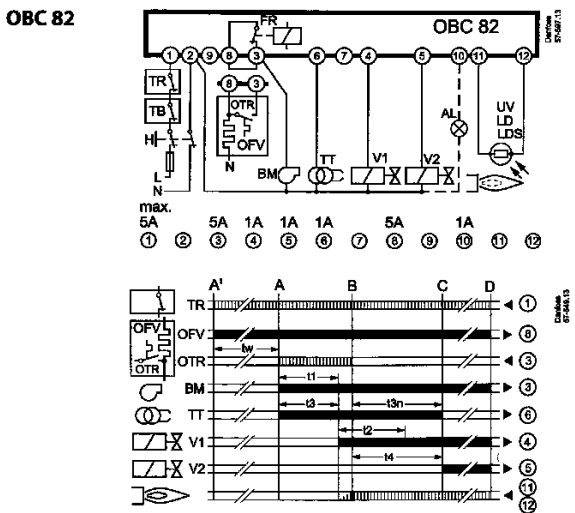 OBC 82
FR
OBC 82
Danfoss
57-597.13
1 2 9 8 3 6 7 4 5 10 11 12
TR
TB
H
L
N
8 3
OTR
OFV
N
BM
TT
V1
V2
AL
UV
LD
LDS
max.
5A 5A 1A 1A 1A 5A 1A
1 2 3 4 5 6 7 8 9 10 11 12
A' A B C D
Danfoss
TR 1
OFV
OTR
OFV 8
tw
OTR 3
t1
BM 3
t3 t3n
TT 6
t2
V1 4
t4
V2 5
11
12